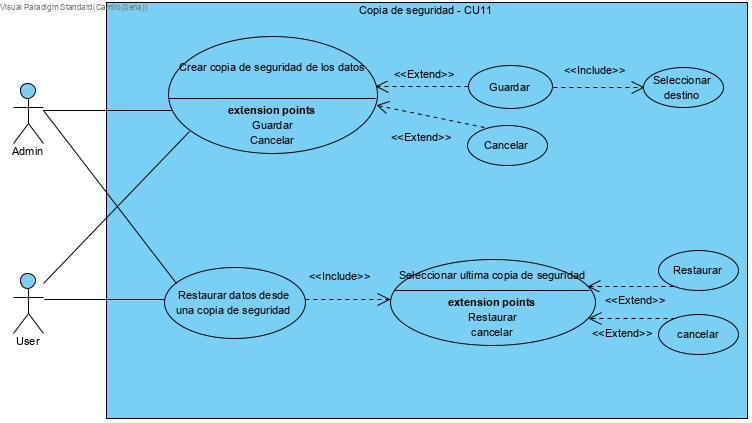 Visual Paradigm Standard(Camilo(Sena))
Copia de seguridad - CU11
Crear copia de seguridad de los datos
extension points
Guardar
Cancelar
<<Extend>>
Guardar
<<Include>>
Seleccionar
destino
<<Extend>>
Cancelar
Admin
User
Restaurar datos desde
una copia de seguridad
<<Include>>
Seleccionar ultima copia de seguridad
extension points
Restaurar
cancelar
Restaurar
<<Extend>>
cancelar
<<Extend>>